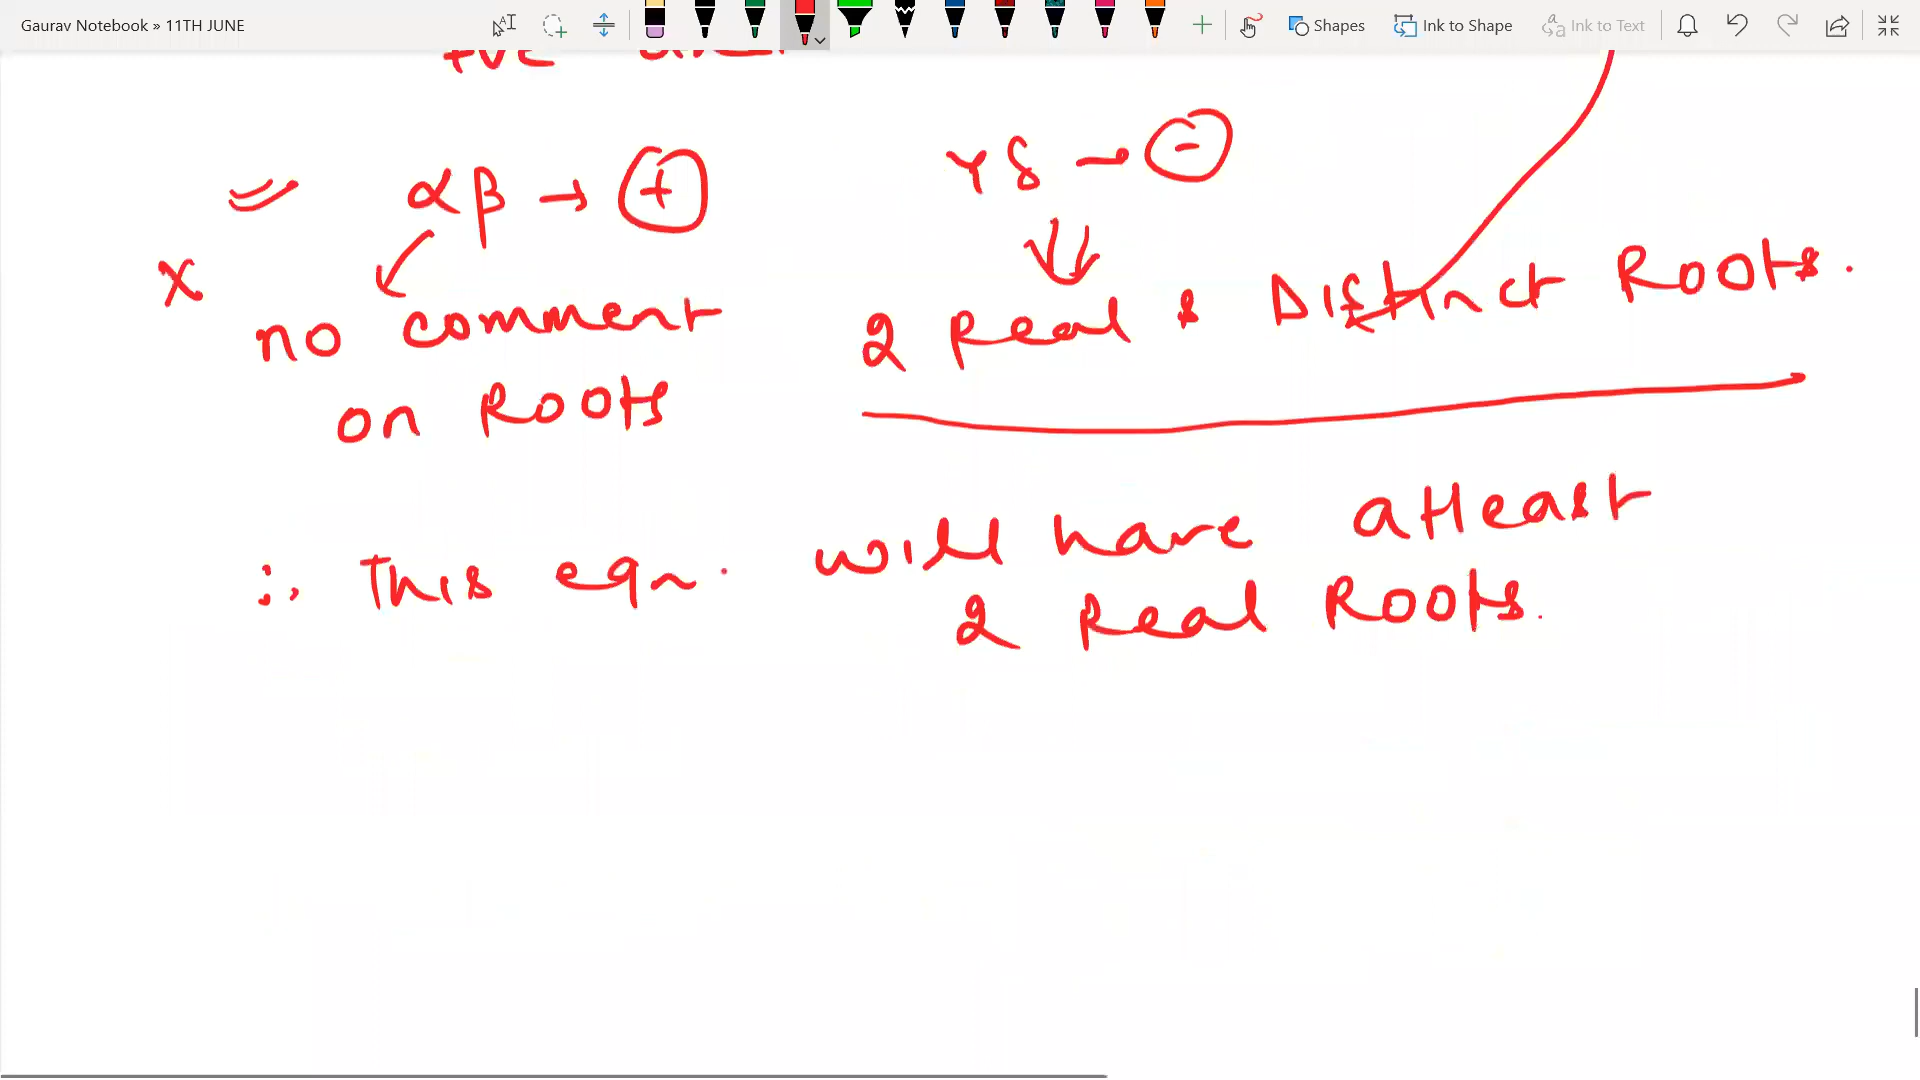 Gaurav Notebook » 11TH JUNE
Shapes
Ink to Shape
Ink to Text
+ve
αβ → +
γδ → -
x
no comment
on Roots
2 Real & Distinct Roots.
∴ This eqn. will have atleast
2 Real Roots.